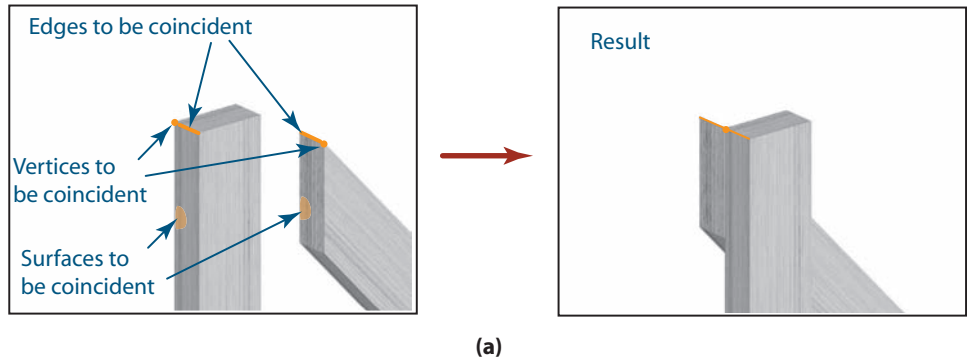 Edges to be coincident
Vertices to
be coincident
Surfaces to
be coincident
Result
(a)